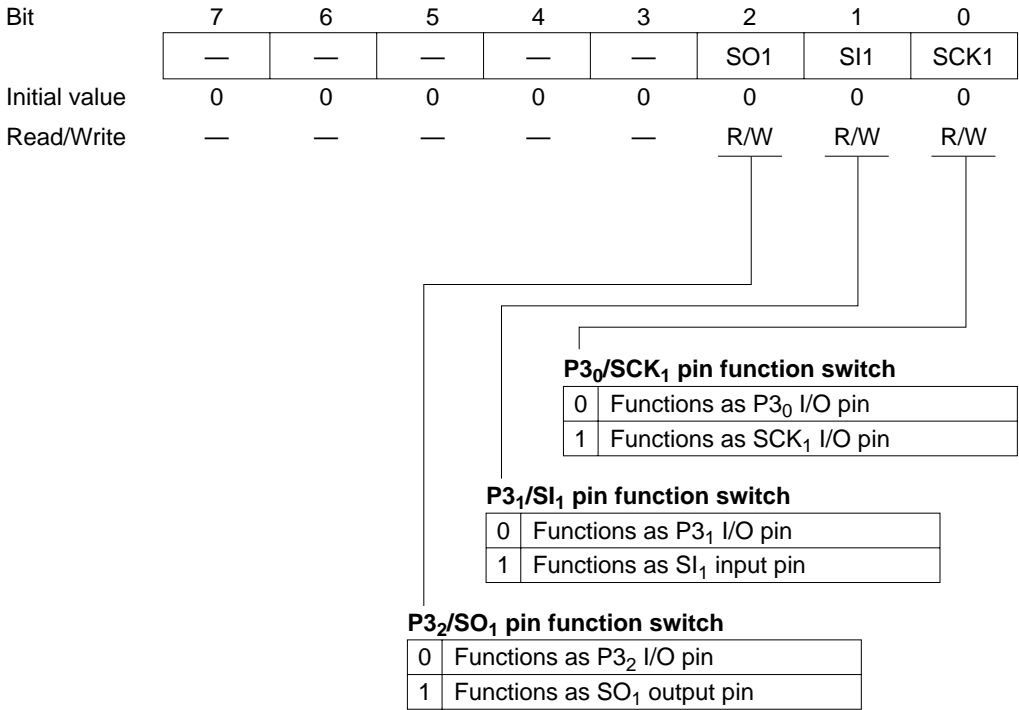 Bit 7 6 5 4 3 2 1 0
— — — — — SO1 SI1 SCK1
Initial value 0 0 0 0 0 0 0 0
Read/Write — — — — — R/W R/W R/W
P3₀/SCK₁ pin function switch
0 Functions as P3₀ I/O pin
1 Functions as SCK₁ I/O pin
P3₁/SI₁ pin function switch
0 Functions as P3₁ I/O pin
1 Functions as SI₁ input pin
P3₂/SO₁ pin function switch
0 Functions as P3₂ I/O pin
1 Functions as SO₁ output pin